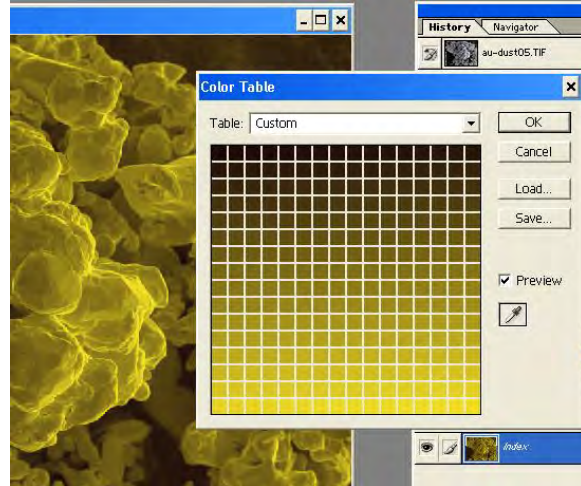 History
Navigator
au-dust05.TIF
Color Table
Table: Custom
OK
Cancel
Load...
Save...
Preview
Index